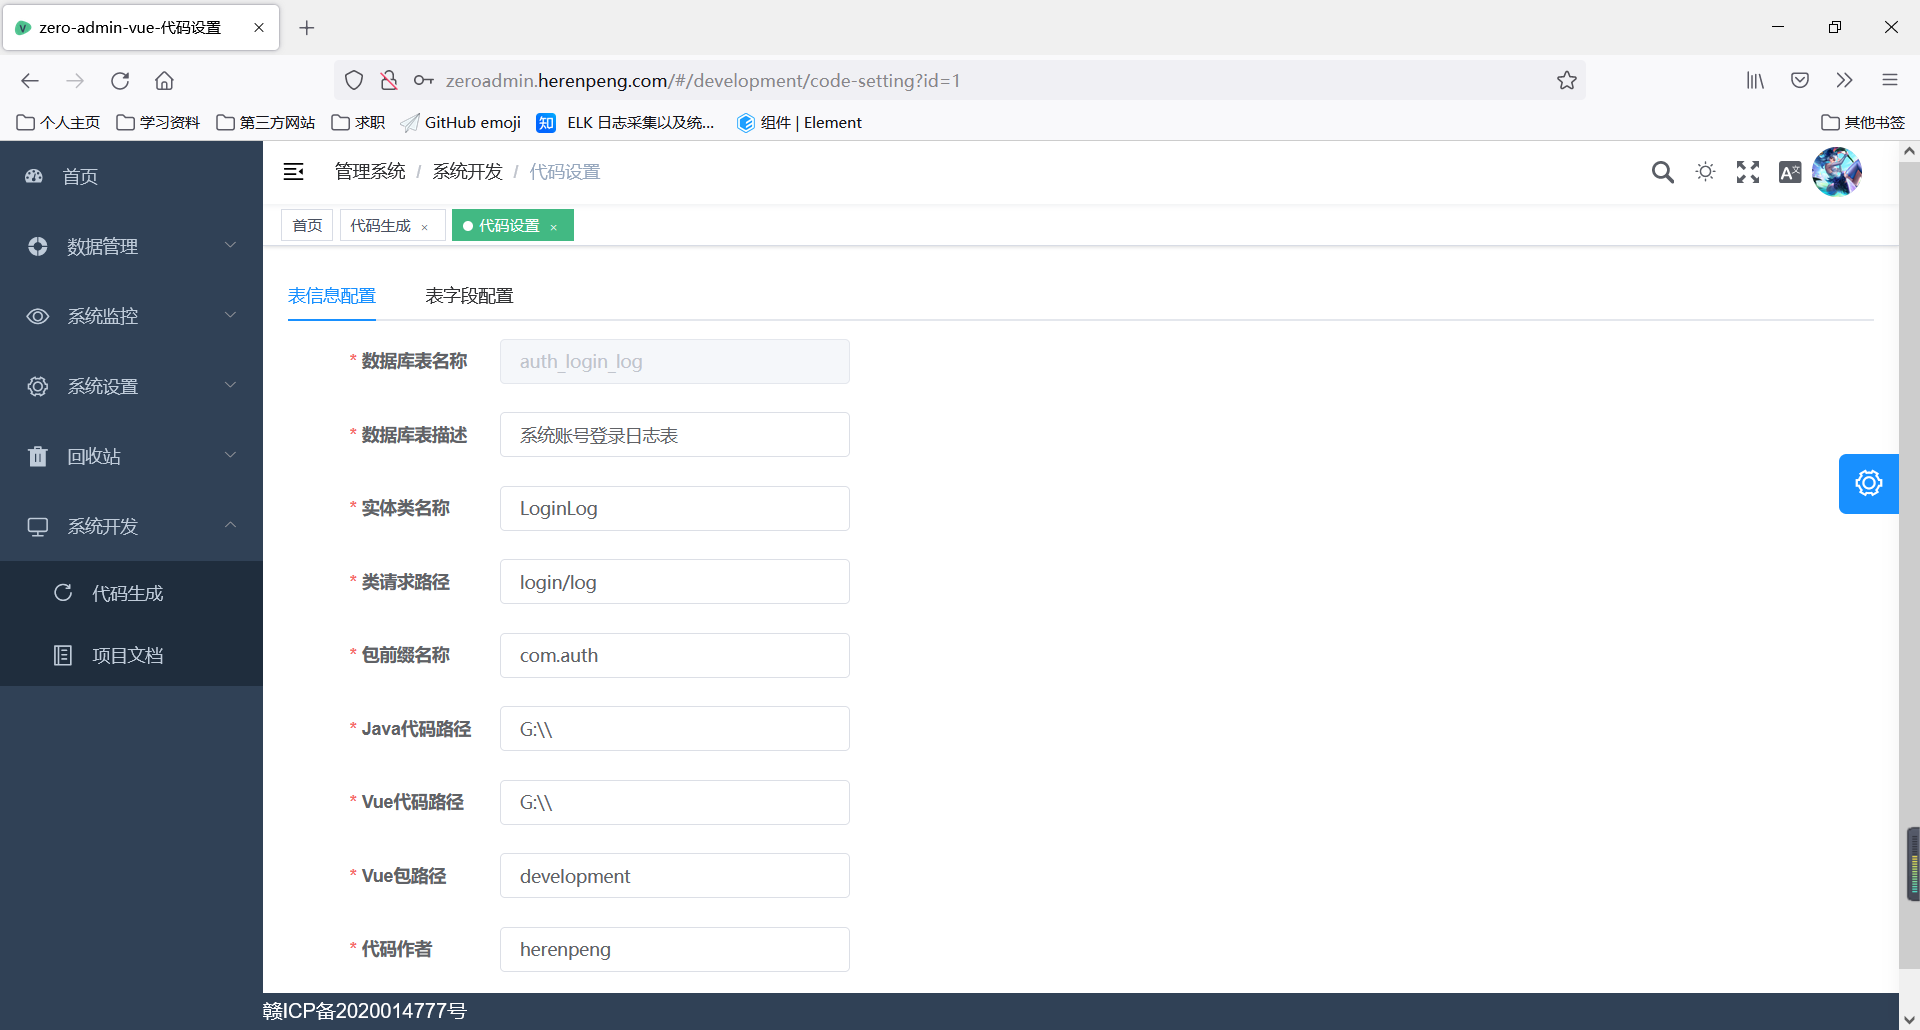 zero-admin-vue-代码设置
zeroadmin.herenpeng.com/#/development/code-setting?id=1
个人主页 学习资料 第三方网站 求职 GitHub emoji 知 ELK 日志采集以及统... 组件 | Element 其他书签
首页
数据管理
系统监控
系统设置
回收站
系统开发
代码生成
项目文档
管理系统 / 系统开发 / 代码设置
首页 代码生成 × 代码设置 ×
表信息配置 表字段配置
* 数据库表名称 auth_login_log
* 数据库表描述 系统账号登录日志表
* 实体类名称 LoginLog
* 类请求路径 login/log
* 包前缀名称 com.auth
* Java代码路径 G:\\
* Vue代码路径 G:\\
* Vue包路径 development
* 代码作者 herenpeng
赣ICP备2020014777号